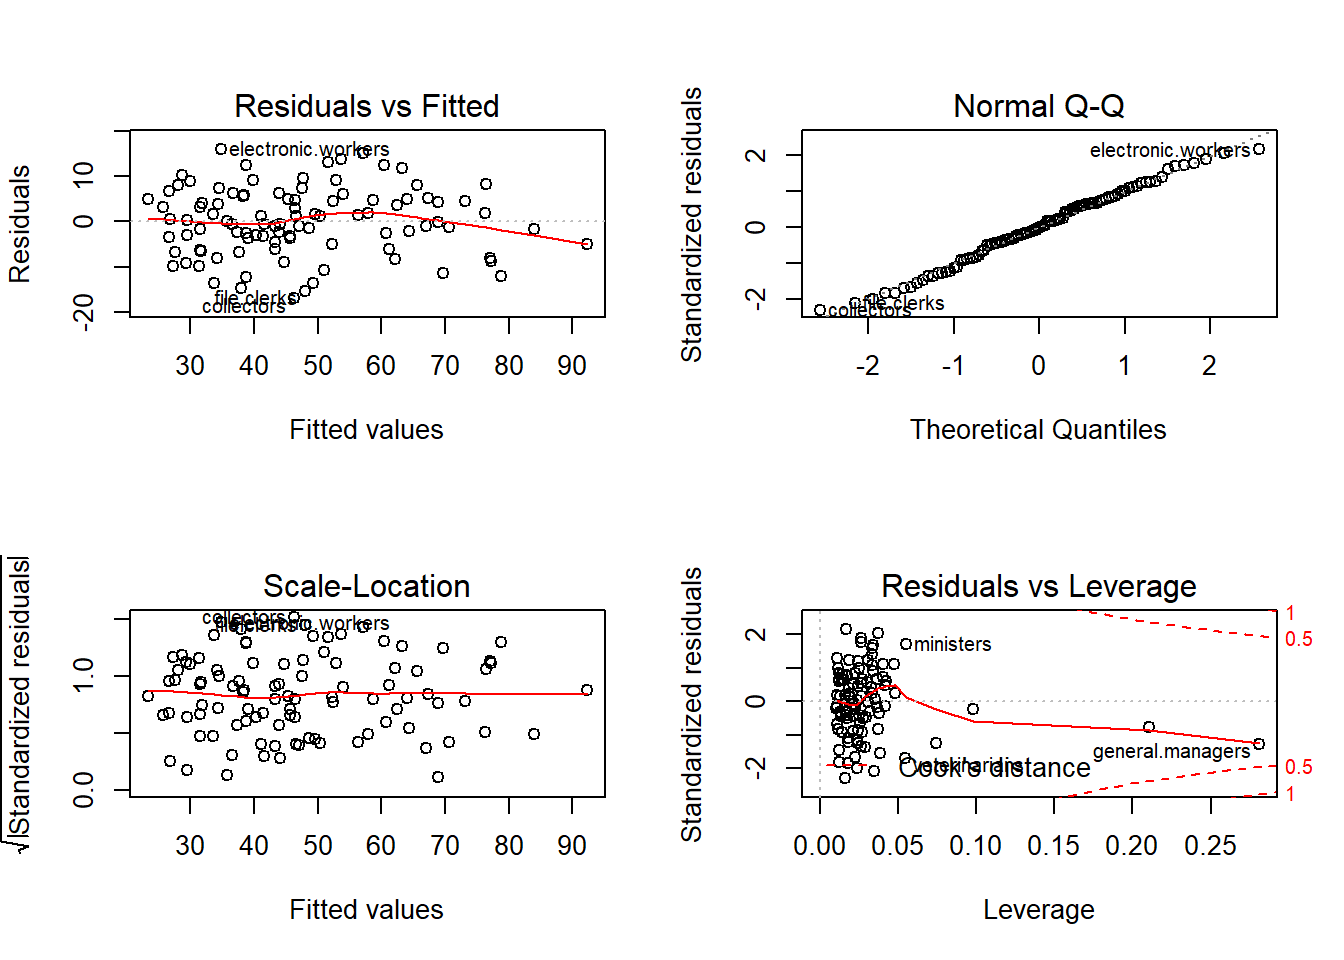 Residuals vs Fitted
Residuals
10
0
-20
electronic.workers
file.clerks
collectors
30 40 50 60 70 80 90
Fitted values
Normal Q-Q
Standardized residuals
2
0
-2
electronic.workers
file.clerks
collectors
-2 -1 0 1 2
Theoretical Quantiles
Scale-Location
√|Standardized residuals|
1.0
0.0
collectors
file.clerks
electronic.workers
30 40 50 60 70 80 90
Fitted values
Residuals vs Leverage
Standardized residuals
2
0
-2
1
0.5
ministers
general.managers
veterinarians
Cook's distance
0.5
1
0.00 0.05 0.10 0.15 0.20 0.25
Leverage